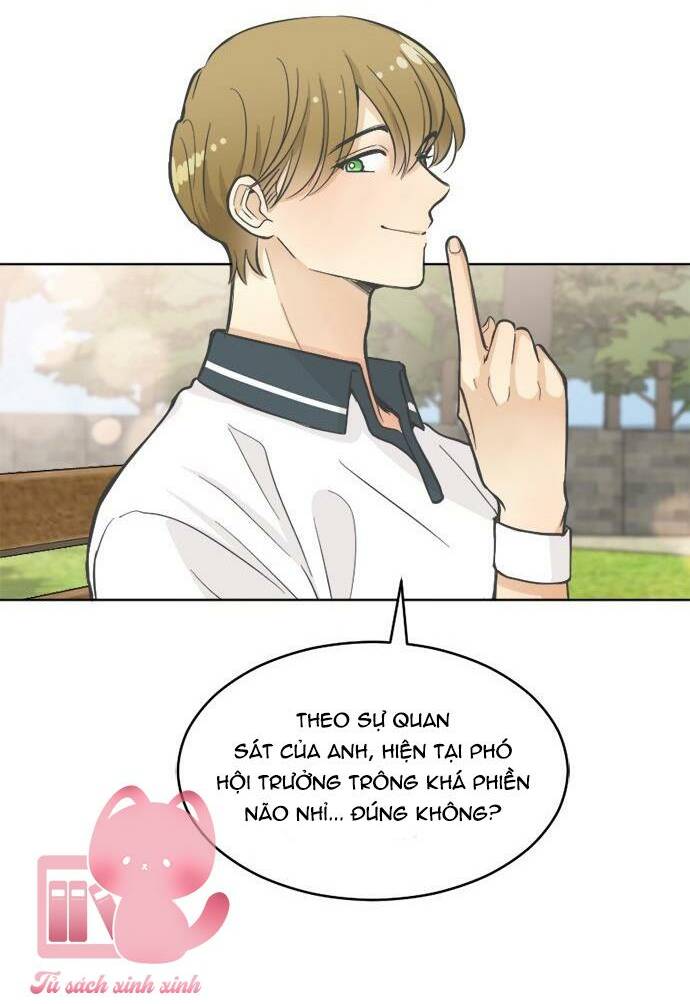 THEO SỰ QUAN
SÁT CỦA ANH, HIỆN TẠI PHÓ
HỘI TRƯỞNG TRÔNG KHÁ PHIỀN
NÃO NHỈ... ĐÚNG KHÔNG?
Tủ sách xinh xinh